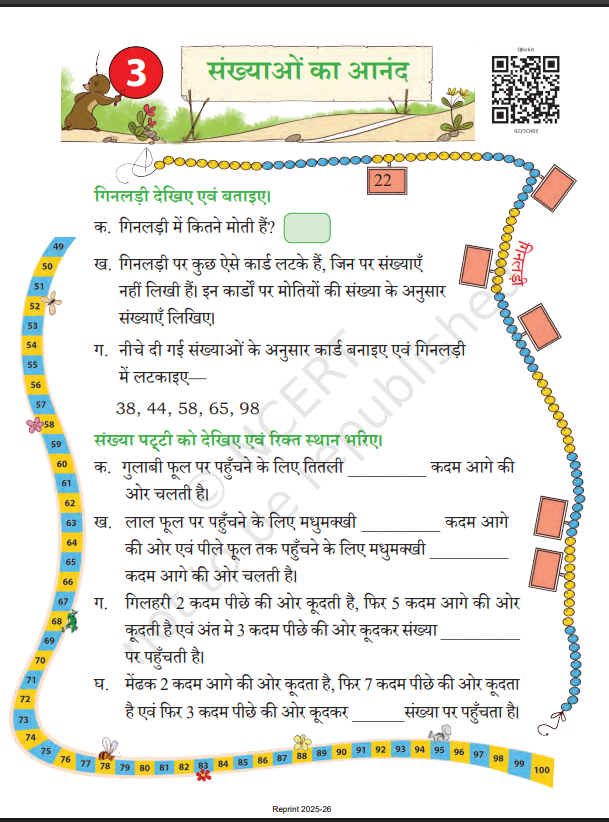 3
संख्याओं का आनंद
QRickit
0225CH03
22
गिनलड़ी
गिनलड़ी देखिए एवं बताइए।
क. गिनलड़ी में कितने मोती हैं?
ख. गिनलड़ी पर कुछ ऐसे कार्ड लटके हैं, जिन पर संख्याएँ
नहीं लिखी हैं। इन कार्डों पर मोतियों की संख्या के अनुसार
संख्याएँ लिखिए।
ग. नीचे दी गई संख्याओं के अनुसार कार्ड बनाइए एवं गिनलड़ी
में लटकाइए—
38, 44, 58, 65, 98
संख्या पट्टी को देखिए एवं रिक्त स्थान भरिए।
क. गुलाबी फूल पर पहुँचने के लिए तितली ________ कदम आगे की
ओर चलती है।
ख. लाल फूल पर पहुँचने के लिए मधुमक्खी ________ कदम आगे
की ओर एवं पीले फूल तक पहुँचने के लिए मधुमक्खी ________
कदम आगे की ओर चलती है।
ग. गिलहरी 2 कदम पीछे की ओर कूदती है, फिर 5 कदम आगे की ओर
कूदती है एवं अंत मे 3 कदम पीछे की ओर कूदकर संख्या ________
पर पहुँचती है।
घ. मेंढक 2 कदम आगे की ओर कूदता है, फिर 7 कदम पीछे की ओर कूदता
है एवं फिर 3 कदम पीछे की ओर कूदकर ______संख्या पर पहुँचता है।
49
50
51
52
53
54
55
56
57
58
59
60
61
62
63
64
65
66
67
68
69
70
71
72
73
74
75 76 77 78 79 80 81 82 83 84 85 86 87 88 89 90 91 92 93 94 95 96 97 98 99 100
© NCERT
not to be republished
Reprint 2025-26